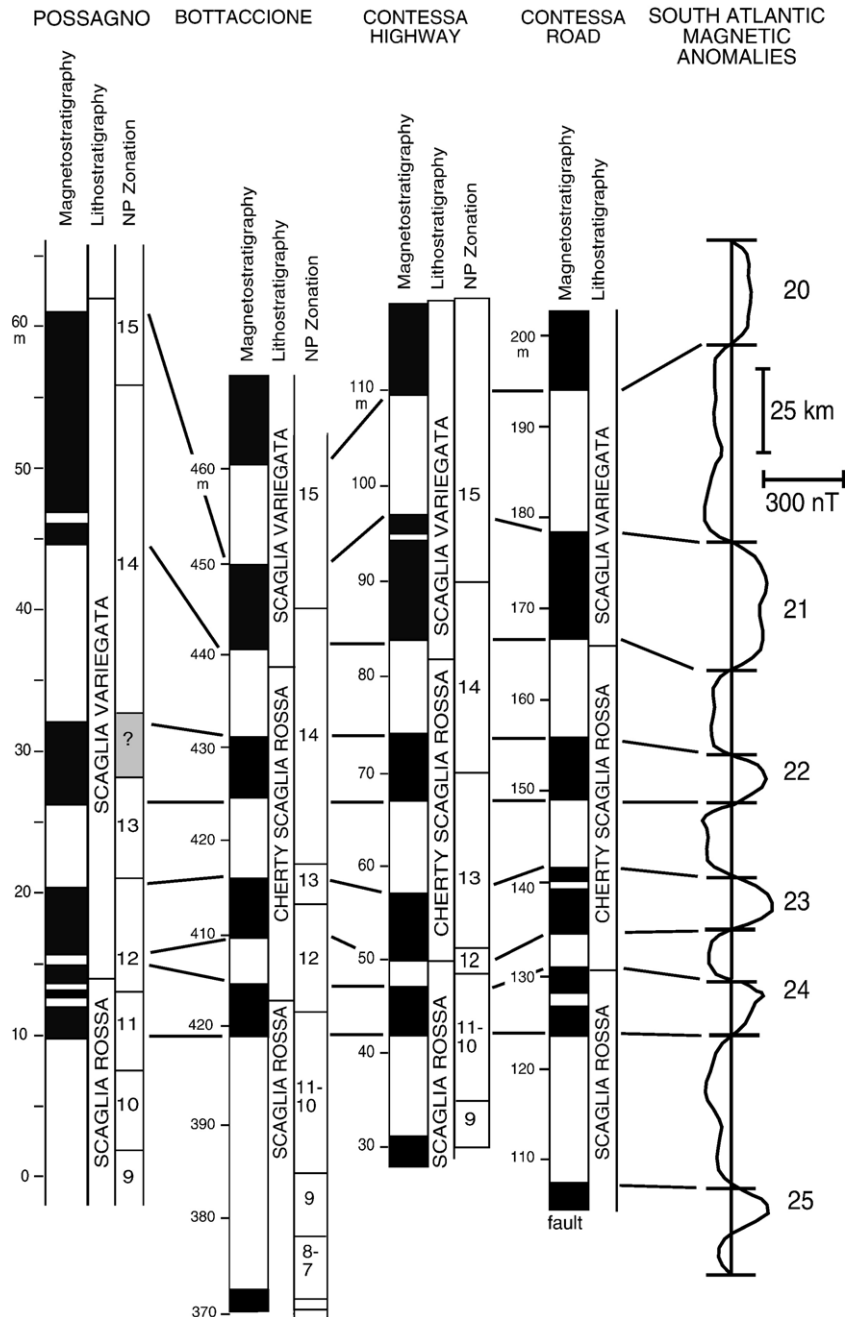 POSSAGNO
BOTTACCIONE
CONTESSA
HIGHWAY
CONTESSA
ROAD
SOUTH ATLANTIC
MAGNETIC
ANOMALIES
Magnetostratigraphy
Lithostratigraphy
NP Zonation
60
m
50
40
30
20
10
0
SCAGLIA VARIEGATA
SCAGLIA ROSSA
15
14
?
13
12
11
10
9
Magnetostratigraphy
Lithostratigraphy
NP Zonation
460
m
450
440
430
420
410
420
390
380
370
SCAGLIA VARIEGATA
CHERTY SCAGLIA ROSSA
SCAGLIA ROSSA
15
14
13
12
11-
10
9
8-
7
Magnetostratigraphy
Lithostratigraphy
NP Zonation
110
m
100
90
80
70
60
50
40
30
SCAGLIA VARIEGATA
CHERTY SCAGLIA ROSSA
SCAGLIA ROSSA
15
14
13
12
11-
10
9
Magnetostratigraphy
Lithostratigraphy
200
m
190
180
170
160
150
140
130
120
110
fault
SCAGLIA VARIEGATA
CHERTY SCAGLIA ROSSA
SCAGLIA ROSSA
20
25 km
300 nT
21
22
23
24
25